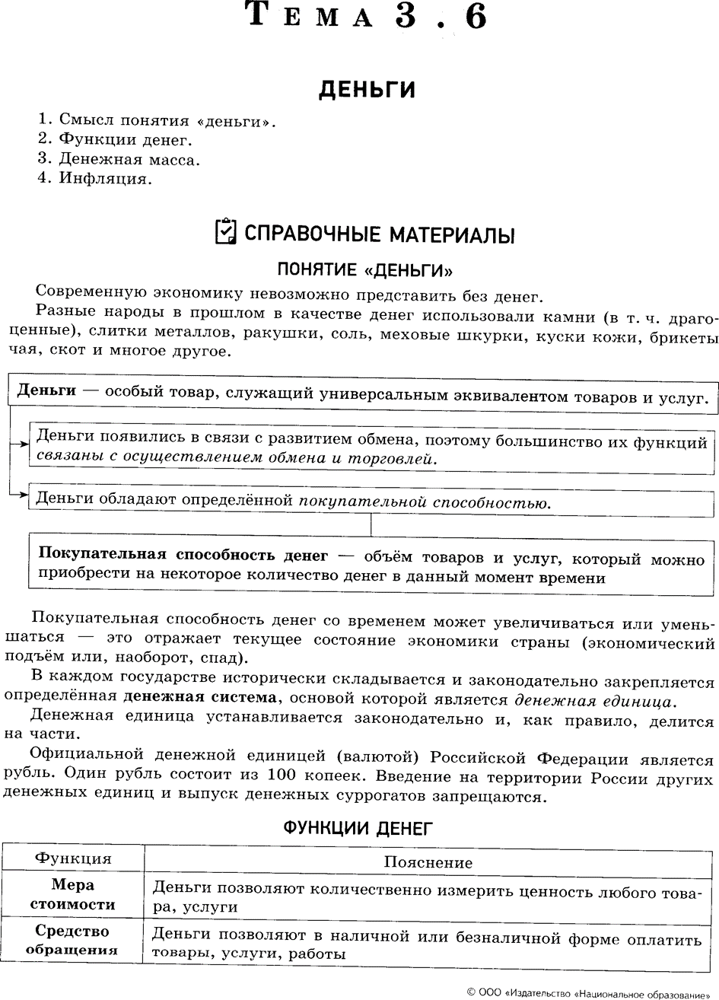 Тема 3.6
ДЕНЬГИ
1. Смысл понятия «деньги».
2. Функции денег.
3. Денежная масса.
4. Инфляция.
СПРАВОЧНЫЕ МАТЕРИАЛЫ
ПОНЯТИЕ «ДЕНЬГИ»
Современную экономику невозможно представить без денег.
Разные народы в прошлом в качестве денег использовали камни (в т. ч. драго-
ценные), слитки металлов, ракушки, соль, меховые шкурки, куски кожи, брикеты
чая, скот и многое другое.
Деньги — особый товар, служащий универсальным эквивалентом товаров и услуг.
Деньги появились в связи с развитием обмена, поэтому большинство их функций
связаны с осуществлением обмена и торговлей.
Деньги обладают определённой покупательной способностью.
Покупательная способность денег — объём товаров и услуг, который можно
приобрести на некоторое количество денег в данный момент времени
Покупательная способность денег со временем может увеличиваться или умень-
шаться — это отражает текущее состояние экономики страны (экономический
подъём или, наоборот, спад).
В каждом государстве исторически складывается и законодательно закрепляется
определённая денежная система, основой которой является денежная единица.
Денежная единица устанавливается законодательно и, как правило, делится
на части.
Официальной денежной единицей (валютой) Российской Федерации является
рубль. Один рубль состоит из 100 копеек. Введение на территории России других
денежных единиц и выпуск денежных суррогатов запрещаются.
ФУНКЦИИ ДЕНЕГ
Функция
Пояснение
Мера
стоимости
Деньги позволяют количественно измерить ценность любого това-
ра, услуги
Средство
обращения
Деньги позволяют в наличной или безналичной форме оплатить
товары, услуги, работы
© ООО «Издательство «Национальное образование»